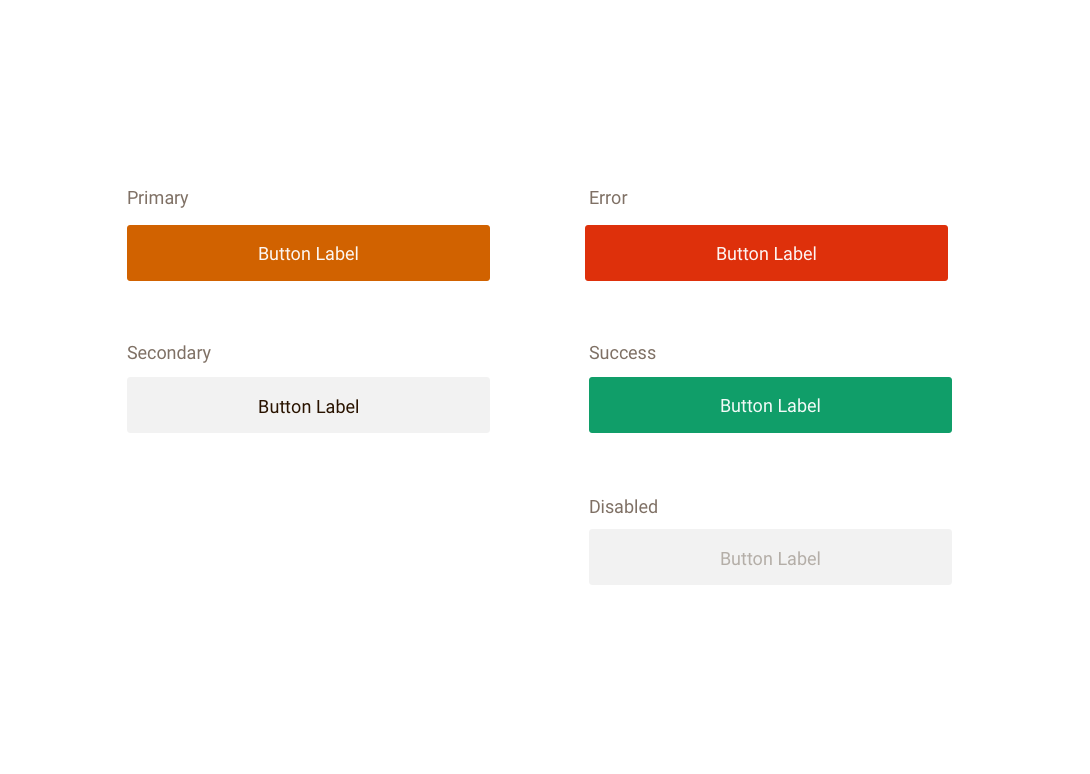 Primary
Button Label
Secondary
Button Label
Error
Button Label
Success
Button Label
Disabled
Button Label